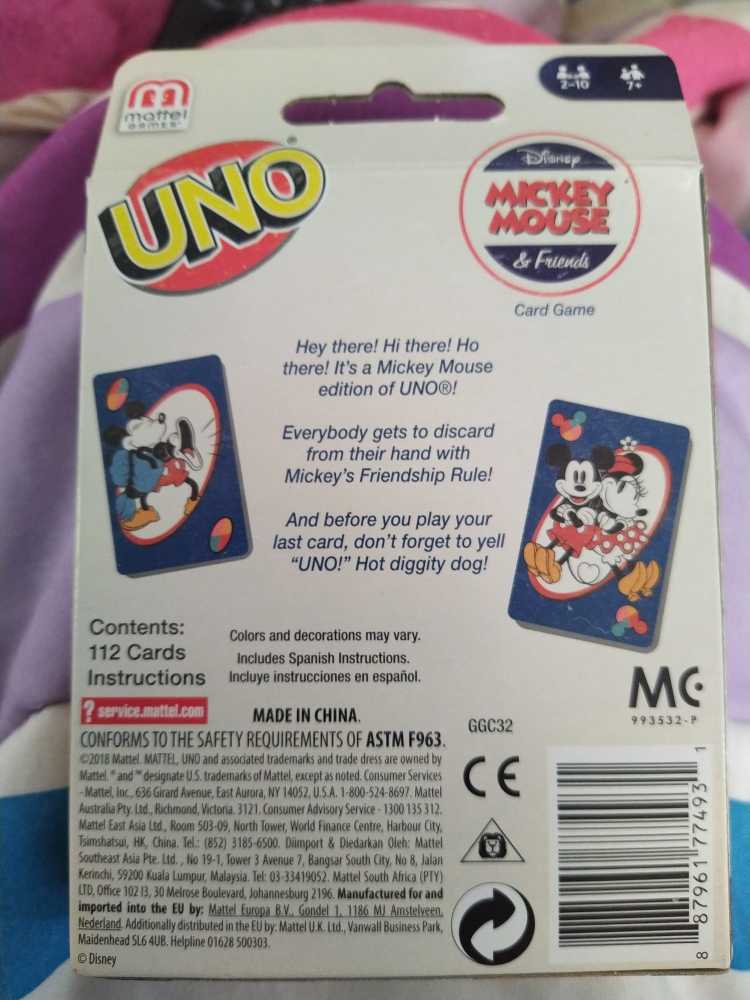 mattel
GAMES™
2-10 7+
UNO®
Disney
MICKEY
MOUSE
& Friends
Card Game
Hey there! Hi there! Ho
there! It's a Mickey Mouse
edition of UNO®!
Everybody gets to discard
from their hand with
Mickey's Friendship Rule!
And before you play your
last card, don't forget to yell
“UNO!” Hot diggity dog!
Contents:
112 Cards
Instructions
Colors and decorations may vary.
Includes Spanish Instructions.
Incluye instrucciones en español.
? service.mattel.com
MADE IN CHINA.
CONFORMS TO THE SAFETY REQUIREMENTS OF ASTM F963.
©2018 Mattel. MATTEL, UNO and associated trademarks and trade dress are owned by
Mattel. ® and ™ designate U.S. trademarks of Mattel, except as noted. Consumer Services
- Mattel, Inc., 636 Girard Avenue, East Aurora, NY 14052, U.S.A. 1-800-524-8697. Mattel
Australia Pty. Ltd., Richmond, Victoria. 3121. Consumer Advisory Service - 1300 135 312.
Mattel East Asia Ltd., Room 503-09, North Tower, World Finance Centre, Harbour City,
Tsimshatsui, HK, China. Tel.: (852) 3185-6500. Diimport & Diedarkan Oleh: Mattel
Southeast Asia Pte. Ltd., No 19-1, Tower 3 Avenue 7, Bangsar South City, No 8, Jalan
Kerinchi, 59200 Kuala Lumpur, Malaysia. Tel: 03-33419052. Mattel South Africa (PTY)
LTD, Office 102 I3, 30 Melrose Boulevard, Johannesburg 2196. Manufactured for and
imported into the EU by: Mattel Europa B.V., Gondel 1, 1186 MJ Amstelveen,
Nederland. Additionally distributed in the EU by: Mattel U.K. Ltd., Vanwall Business Park,
Maidenhead SL6 4UB. Helpline 01628 500303.
© Disney
GGC32
CE
MC
993532-P
8 87961 77493 1